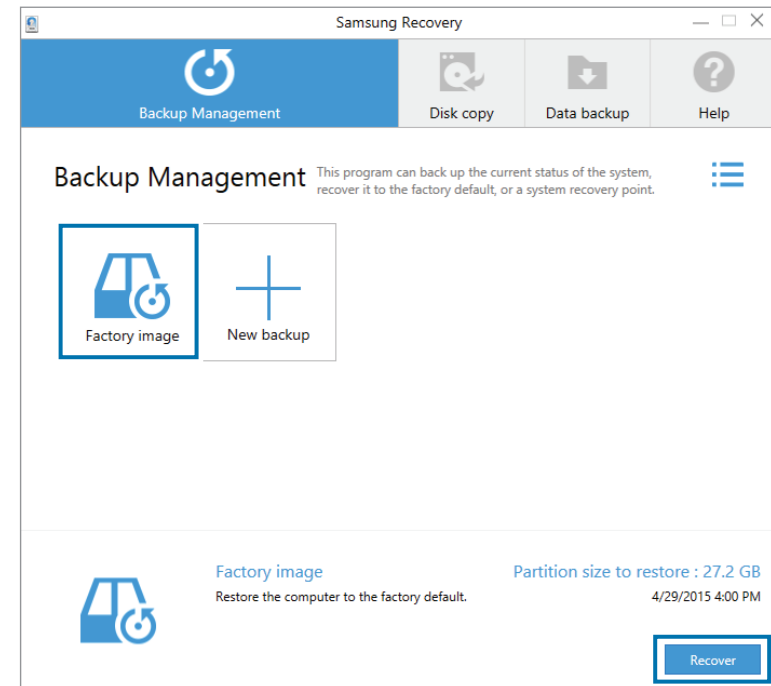 Samsung Recovery
Backup Management
Disk copy
Data backup
Help
Backup Management
This program can back up the current status of the system,
recover it to the factory default, or a system recovery point.
Factory image
New backup
Factory image
Partition size to restore : 27.2 GB
Restore the computer to the factory default.
4/29/2015 4:00 PM
Recover